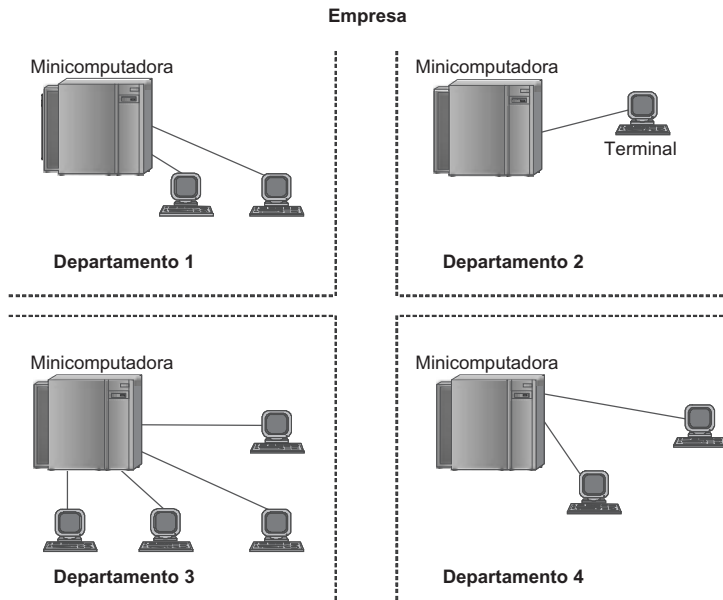 Empresa
Minicomputadora
Minicomputadora
Terminal
Departamento 1
Departamento 2
Minicomputadora
Minicomputadora
Departamento 3
Departamento 4